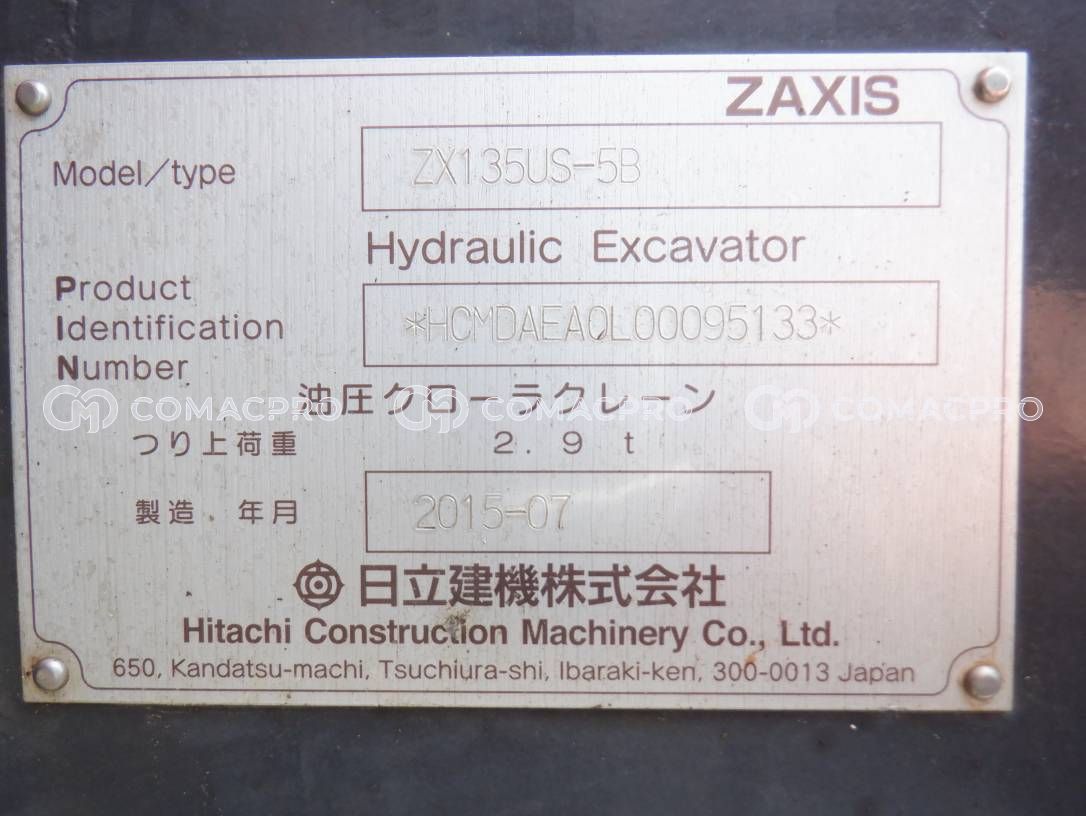 ZAXIS
Model/type ZX135US-5B
Hydraulic Excavator
Product
Identification
Number
*HCMDAEA0L00095133*
油圧クローラクレーン
COMACPRO COMACPRO COMACPRO
つり上荷重 2.9 t
製造 年月 2015-07
日立建機株式会社
Hitachi Construction Machinery Co., Ltd.
650, Kandatsu-machi, Tsuchiura-shi, Ibaraki-ken, 300-0013 Japan